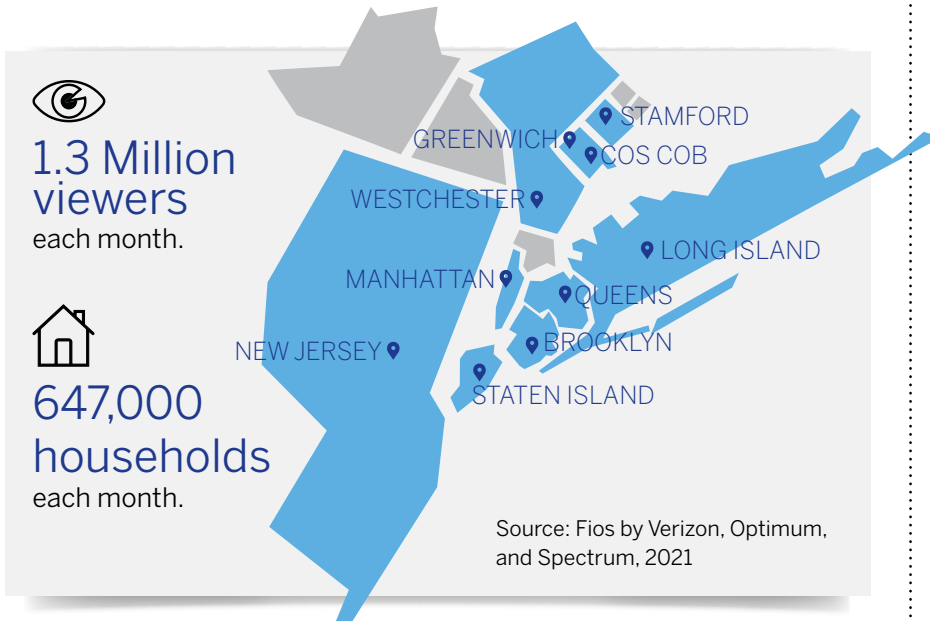 1.3 Million
viewers
each month.
647,000
households
each month.
STAMFORD
GREENWICH
COS COB
WESTCHESTER
LONG ISLAND
MANHATTAN
QUEENS
BROOKLYN
NEW JERSEY
STATEN ISLAND
Source: Fios by Verizon, Optimum,
and Spectrum, 2021